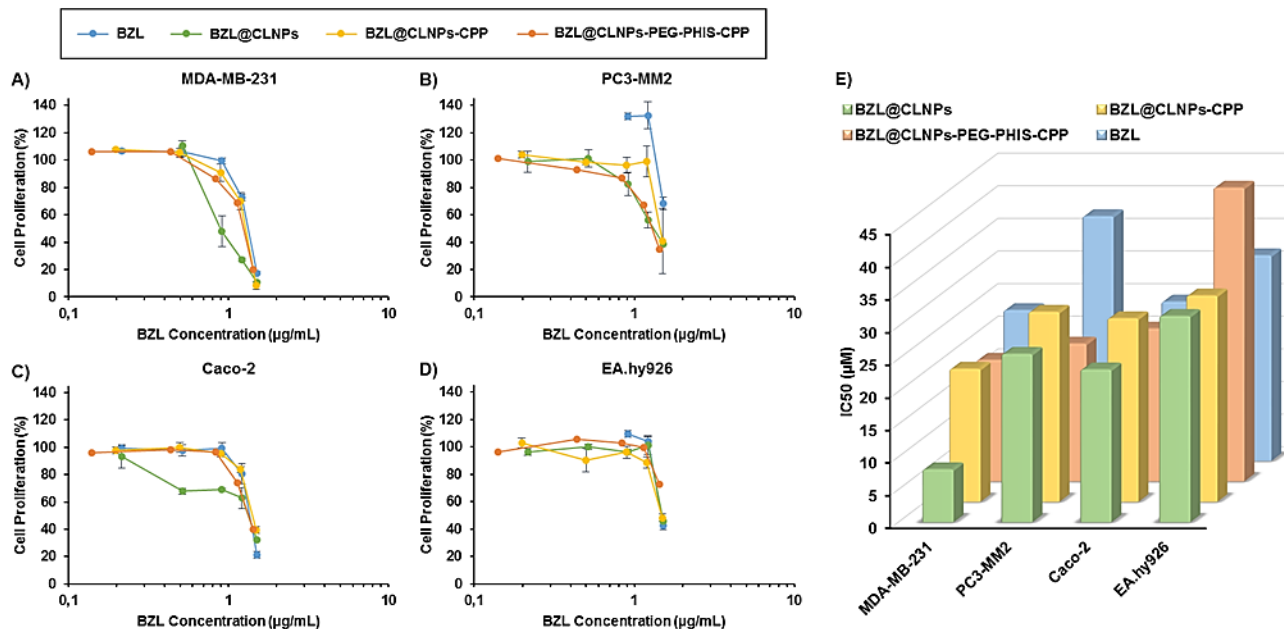 BZL BZL@CLNPs BZL@CLNPs-CPP BZL@CLNPs-PEG-PHIS-CPP
A) MDA-MB-231
Cell Proliferation (%)
140
120
100
80
60
40
20
0
0,1 1 10
BZL Concentration (µg/mL)
B) PC3-MM2
Cell Proliferation (%)
140
120
100
80
60
40
20
0
0,1 1 10
BZL Concentration (µg/mL)
C) Caco-2
Cell Proliferation (%)
140
120
100
80
60
40
20
0
0,1 1 10
BZL Concentration (µg/mL)
D) EA.hy926
Cell Proliferation (%)
140
120
100
80
60
40
20
0
0,1 1 10
BZL Concentration (µg/mL)
E)
BZL@CLNPs BZL@CLNPs-CPP
BZL@CLNPs-PEG-PHIS-CPP BZL
IC50 (µM)
45
40
35
30
25
20
15
10
5
0
MDA-MB-231 PC3-MM2 Caco-2 EA.hy926